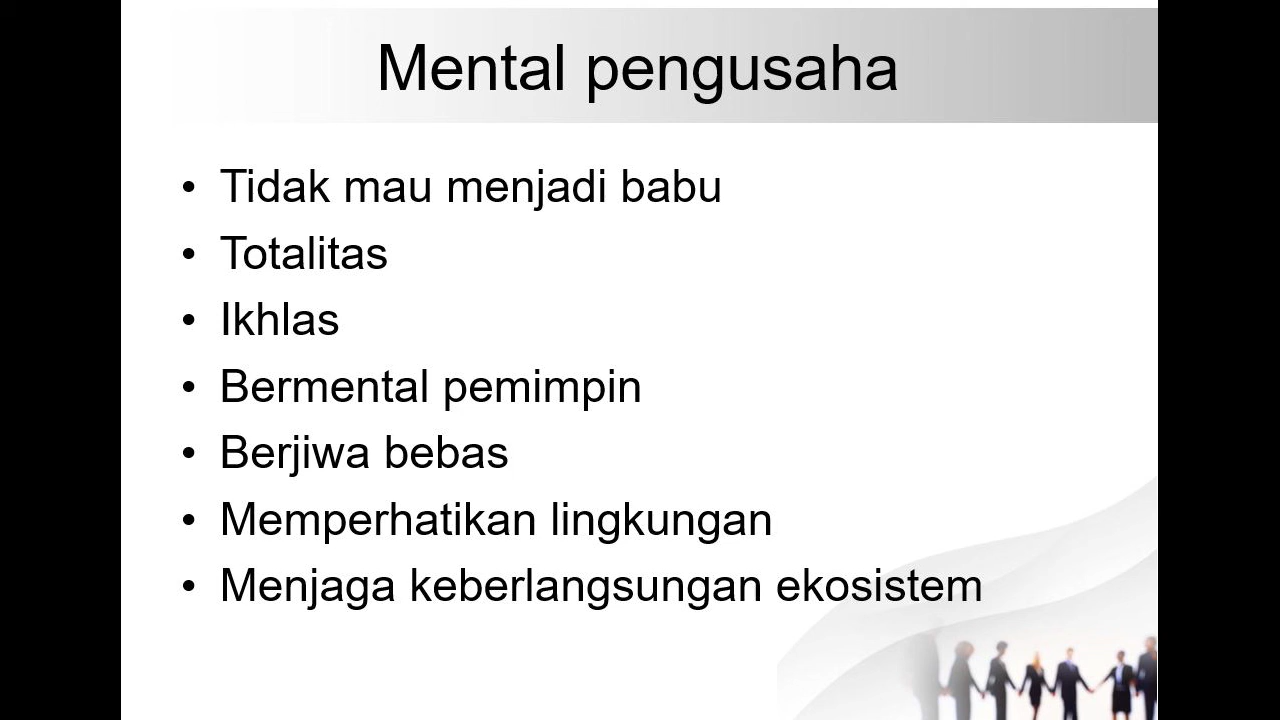 Mental pengusaha
• Tidak mau menjadi babu
• Totalitas
• Ikhlas
• Bermental pemimpin
• Berjiwa bebas
• Memperhatikan lingkungan
• Menjaga keberlangsungan ekosistem